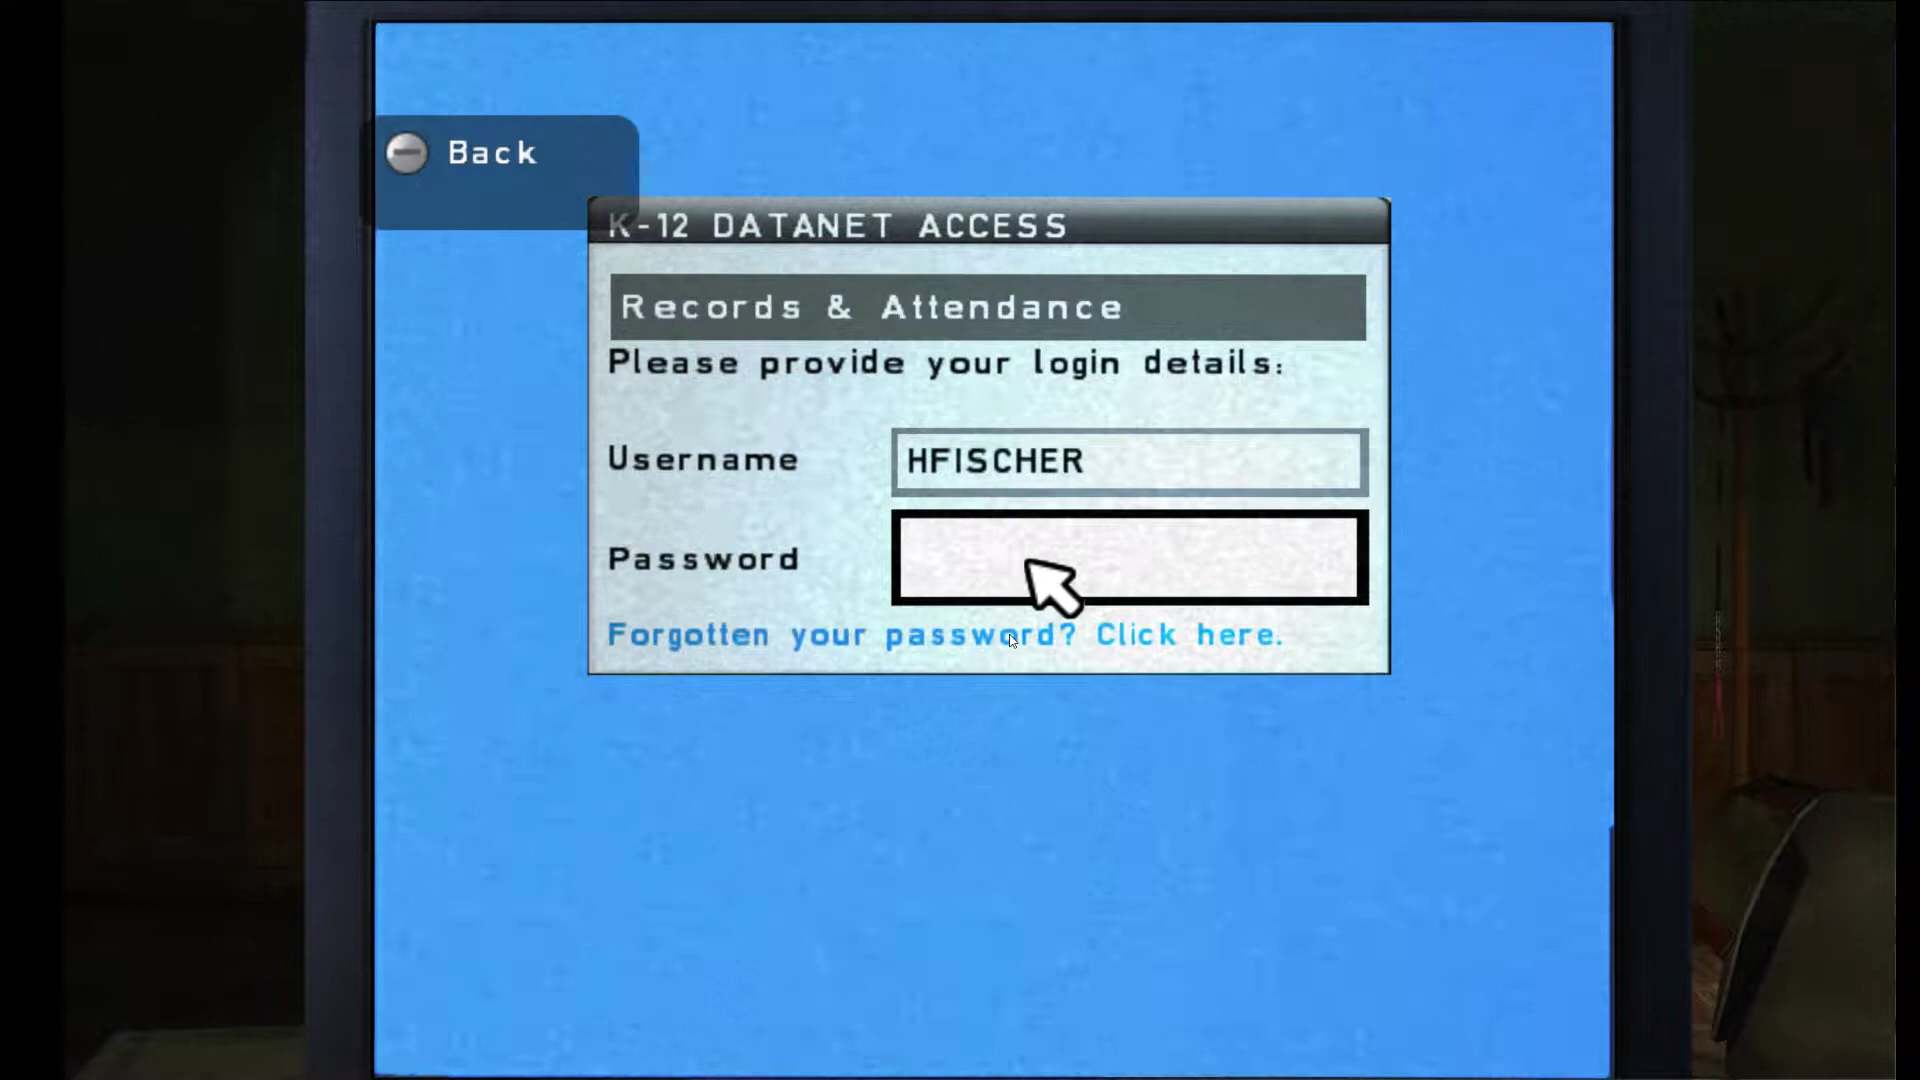 Back
K-12 DATANET ACCESS
Records & Attendance
Please provide your login details:
Username
HFISCHER
Password
Forgotten your password? Click here.